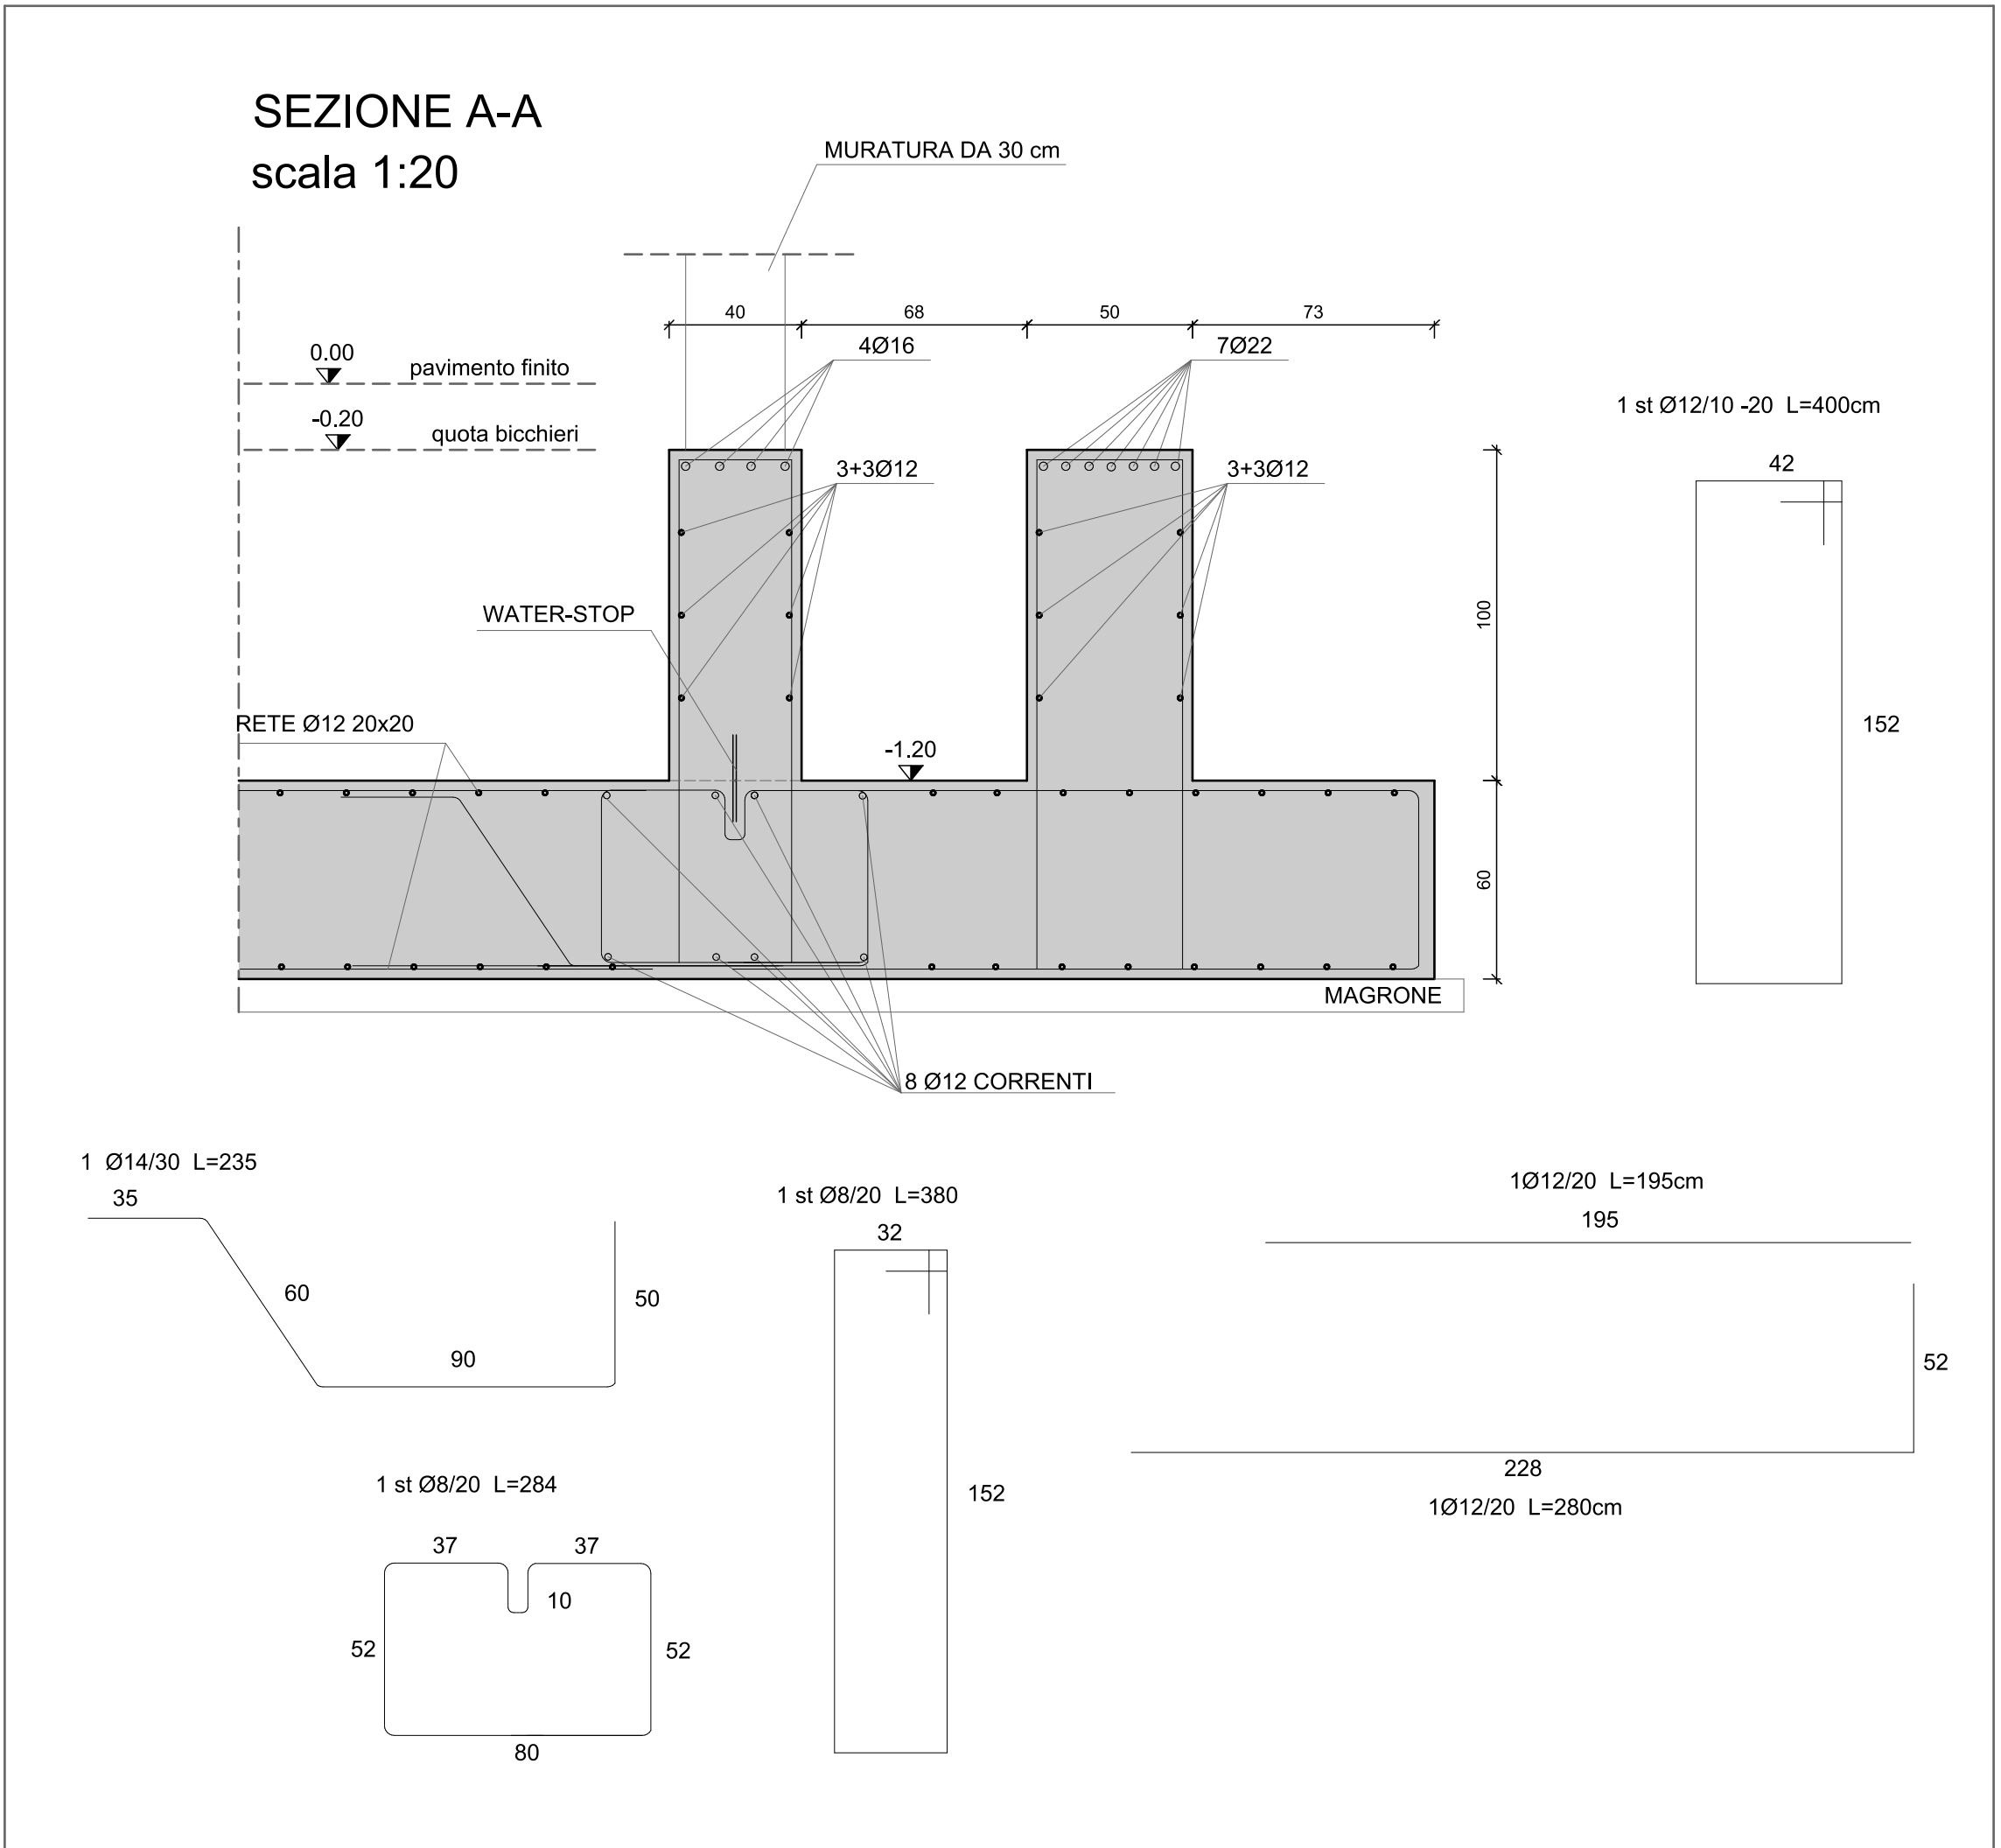 SEZIONE A-A
scala 1:20
MURATURA DA 30 cm
40
68
50
73
0.00
pavimento finito
4Ø16
7Ø22
-0.20
quota bicchieri
1 st Ø12/10 -20 L=400cm
3+3Ø12
3+3Ø12
42
WATER-STOP
100
152
RETE Ø12 20x20
-1.20
60
MAGRONE
8 Ø12 CORRENTI
1 Ø14/30 L=235
35
60
50
90
1 st Ø8/20 L=380
32
152
1Ø12/20 L=195cm
195
52
228
1Ø12/20 L=280cm
1 st Ø8/20 L=284
37
37
10
52
52
80